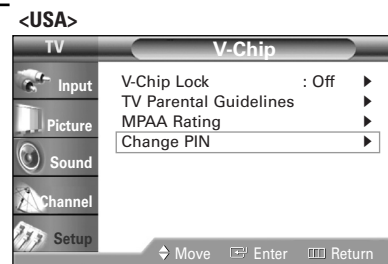 <USA>
TV V-Chip
Input
Picture
Sound
Channel
Setup
V-Chip Lock : Off
TV Parental Guidelines
MPAA Rating
Change PIN
Move Enter Return